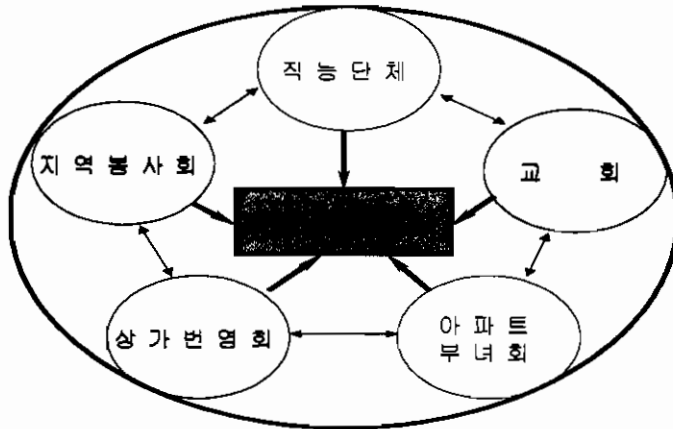 직 능 단 체
지 역 봉 사 회
교 회
상 가 번 영 회
아 파 트
부 녀 회